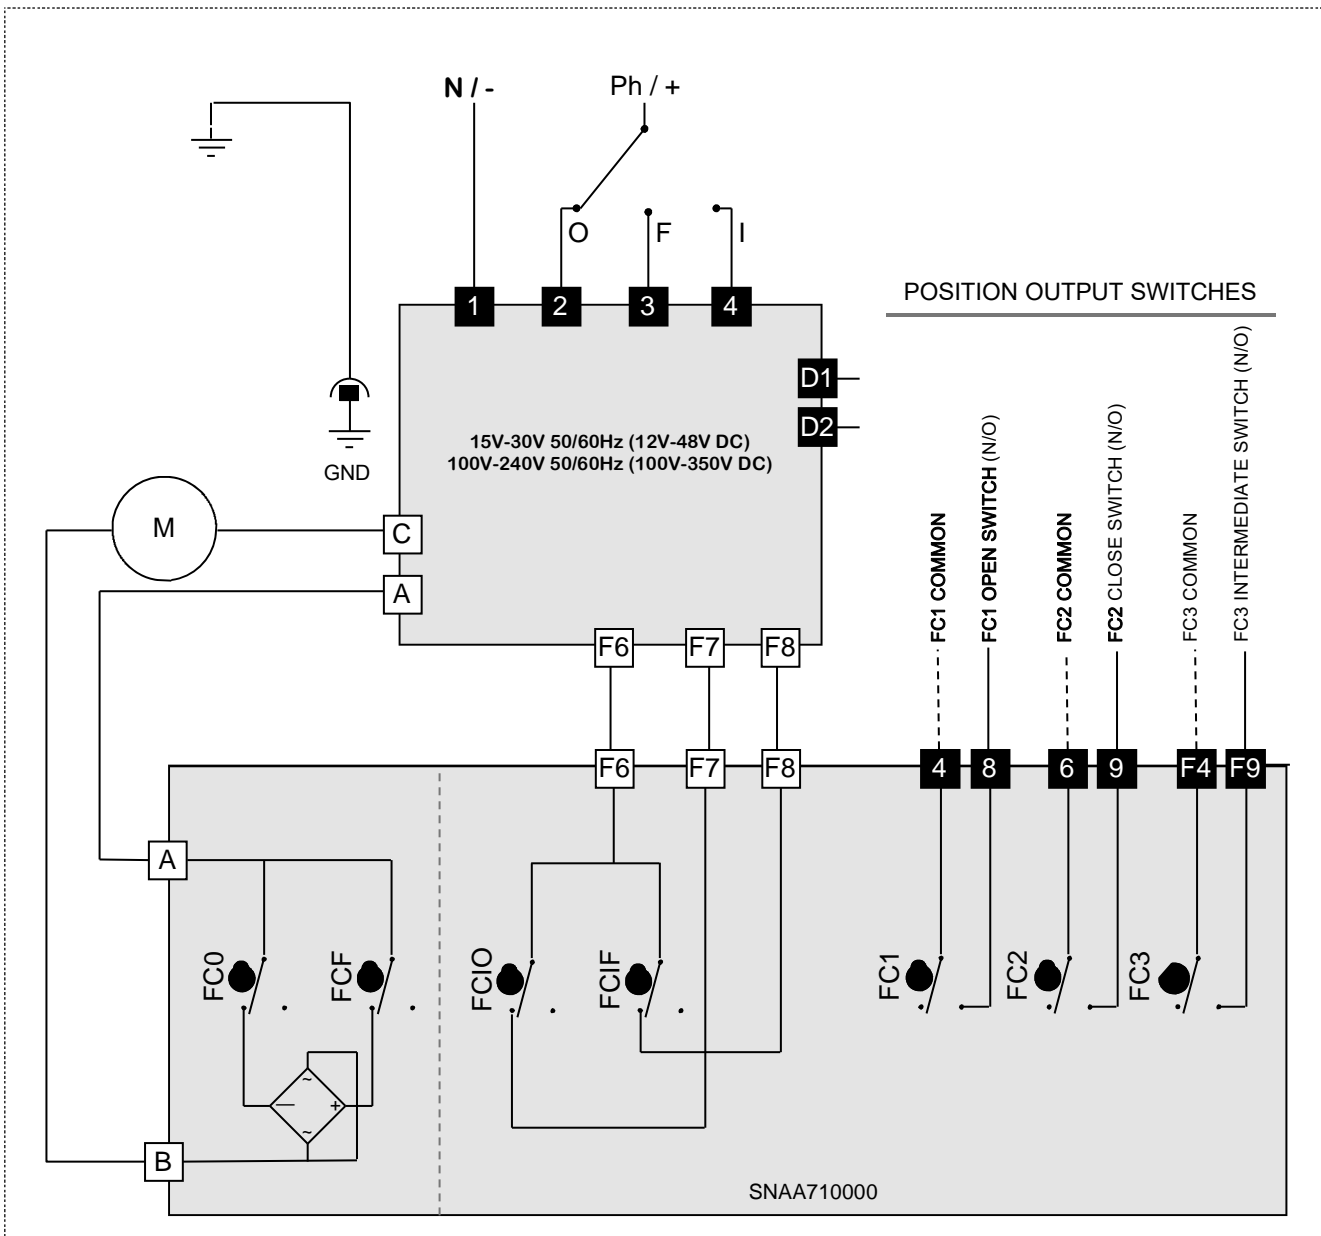 N / -
Ph / +
O
F
I
1
2
3
4
POSITION OUTPUT SWITCHES
D1
D2
15V-30V 50/60Hz (12V-48V DC)
100V-240V 50/60Hz (100V-350V DC)
GND
M
C
A
FC1 COMMON
FC1 OPEN SWITCH (N/O)
FC2 COMMON
FC2 CLOSE SWITCH (N/O)
FC3 COMMON
FC3 INTERMEDIATE SWITCH (N/O)
F6
F7
F8
F6
F7
F8
4
8
6
9
F4
F9
A
FC0
FCF
FCIO
FCIF
FC1
FC2
FC3
~
—
+
~
B
SNAA710000